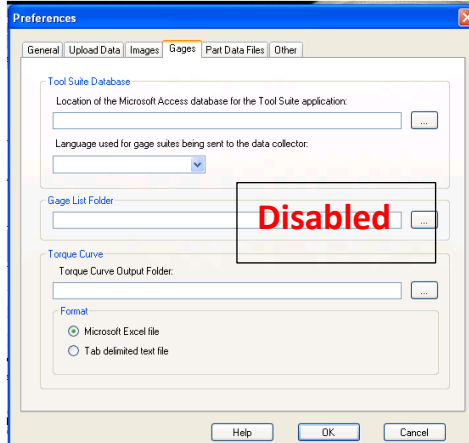 Preferences
General Upload Data Images Gages Part Data Files Other
Tool Suite Database
Location of the Microsoft Access database for the Tool Suite application:
...
Language used for gage suites being sent to the data collector:
Gage List Folder
Disabled
...
Torque Curve
Torque Curve Output Folder:
...
Format
Microsoft Excel file
Tab delimited text file
Help OK Cancel